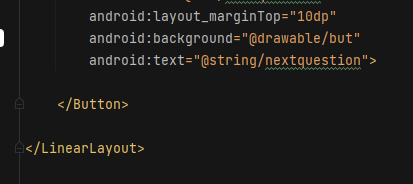 android:layout_marginTop="10dp"
android:background="@drawable/but"
android:text="@string/nextquestion">
</Button>
</LinearLayout>